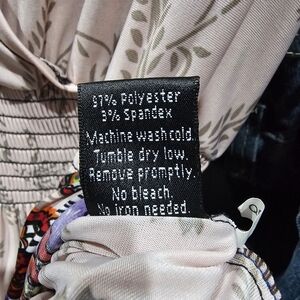 97% Polyester
3% Spandex
Machine wash cold.
Tumble dry low.
Remove promptly.
No bleach.
No iron needed.